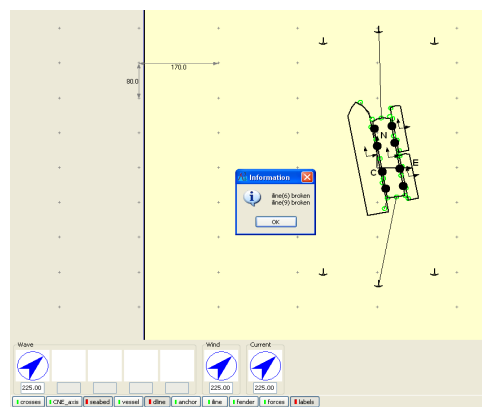 170.0
80.0
N
E
C
Information
iline(6) broken
iline(9) broken
OK
Wave
Wind
Current
225.00
225.00
225.00
crosses
CNE_axis
seabed
vessel
dline
anchor
iline
fender
forces
labels